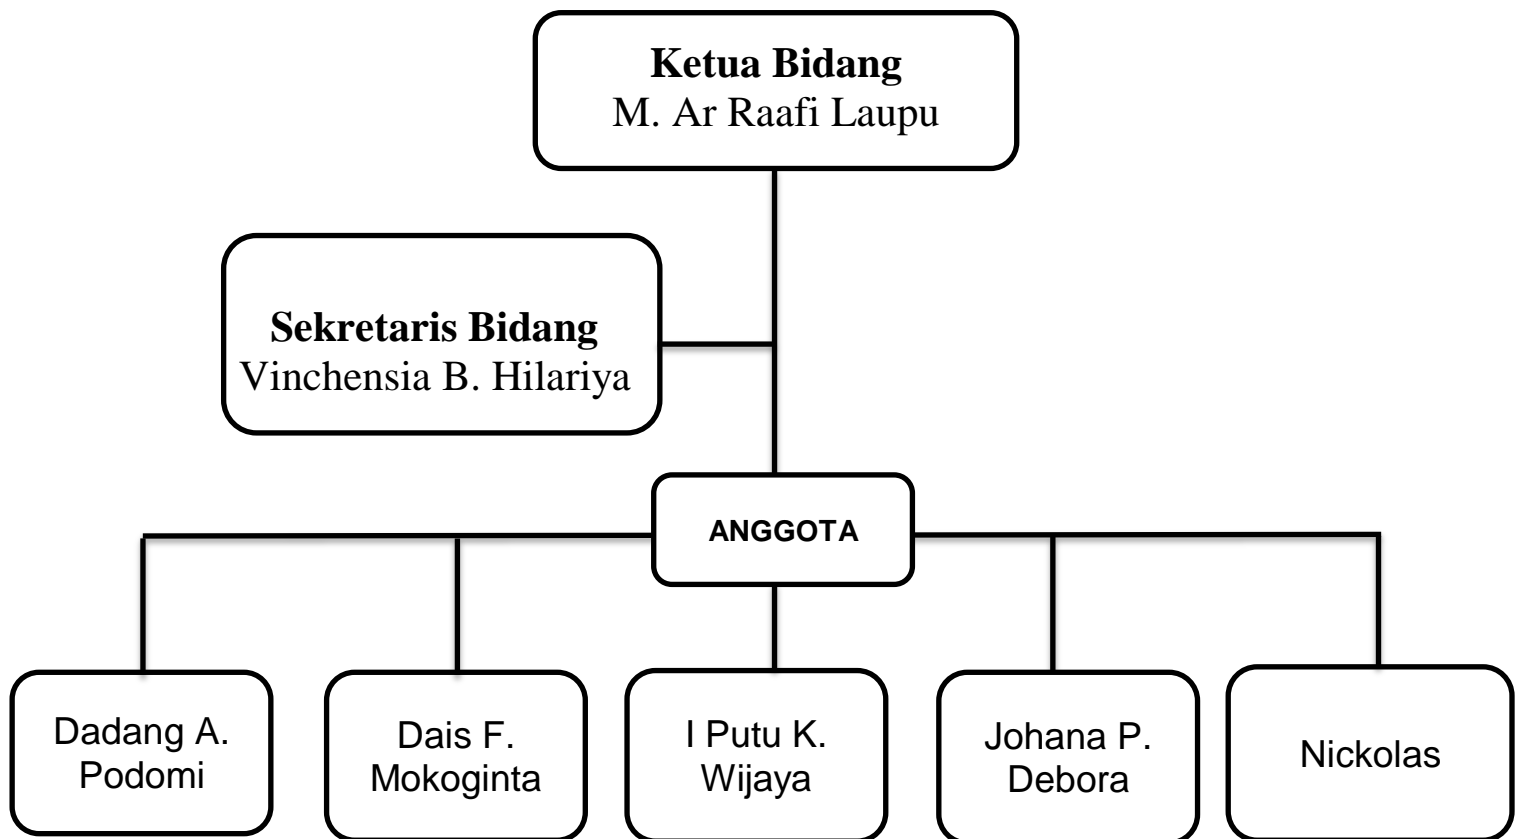 Ketua Bidang
M. Ar Raafi Laupu
Sekretaris Bidang
Vinchensia B. Hilariya
ANGGOTA
Dadang A.
Podomi
Dais F.
Mokoginta
I Putu K.
Wijaya
Johana P.
Debora
Nickolas